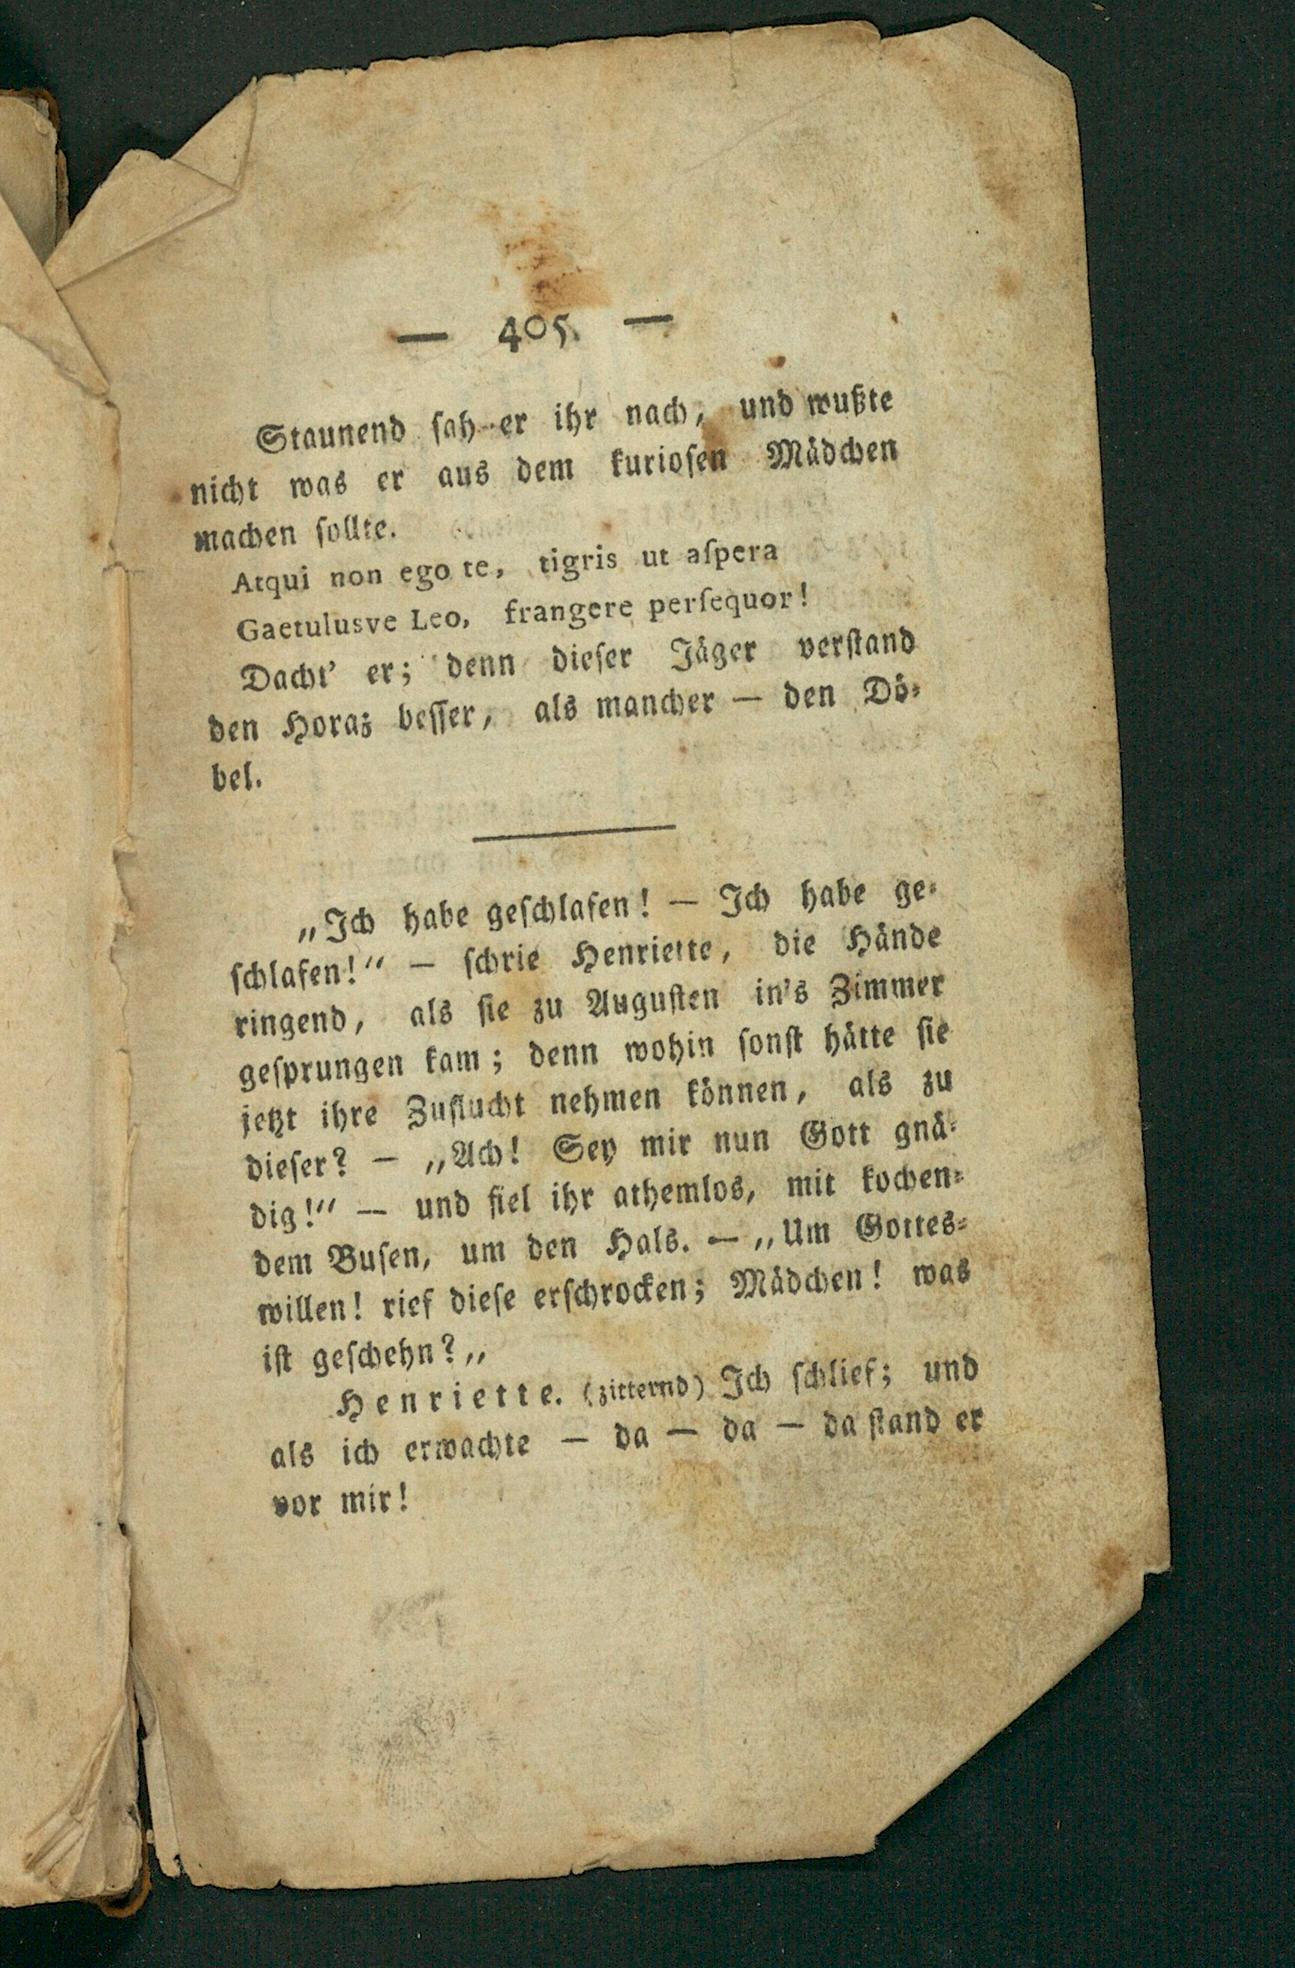 — 405. —
Staunend ſah er ihr nach, und wußte
nicht was er aus dem kurioſen Mädchen
machen ſollte.
Atqui non ego te, tigris ut aſpera
Gaetulusve Leo, frangere perſequor!
Dacht' er; denn dieſer Jäger verſtand
den Horaz beſſer, als mancher — den Dö⸗
bel.
„Ich habe geſchlafen! — Ich habe ge⸗
ſchlafen!“ — ſchrie Henriette, die Hände
ringend, als ſie zu Auguſten in's Zimmer
geſprungen kam; denn wohin ſonſt hätte ſie
jetzt ihre Zuflucht nehmen können, als zu
dieſer? — „Ach! Sey mir nun Gott gnä⸗
dig!“ — und fiel ihr athemlos, mit kochen⸗
dem Buſen, um den Hals. — „Um Gottes⸗
willen! rief dieſe erſchrocken; Mädchen! was
iſt geſchehn?„
Henriette. (zitternd) Ich ſchlief; und
als ich erwachte — da — da — da ſtand er
vor mir!